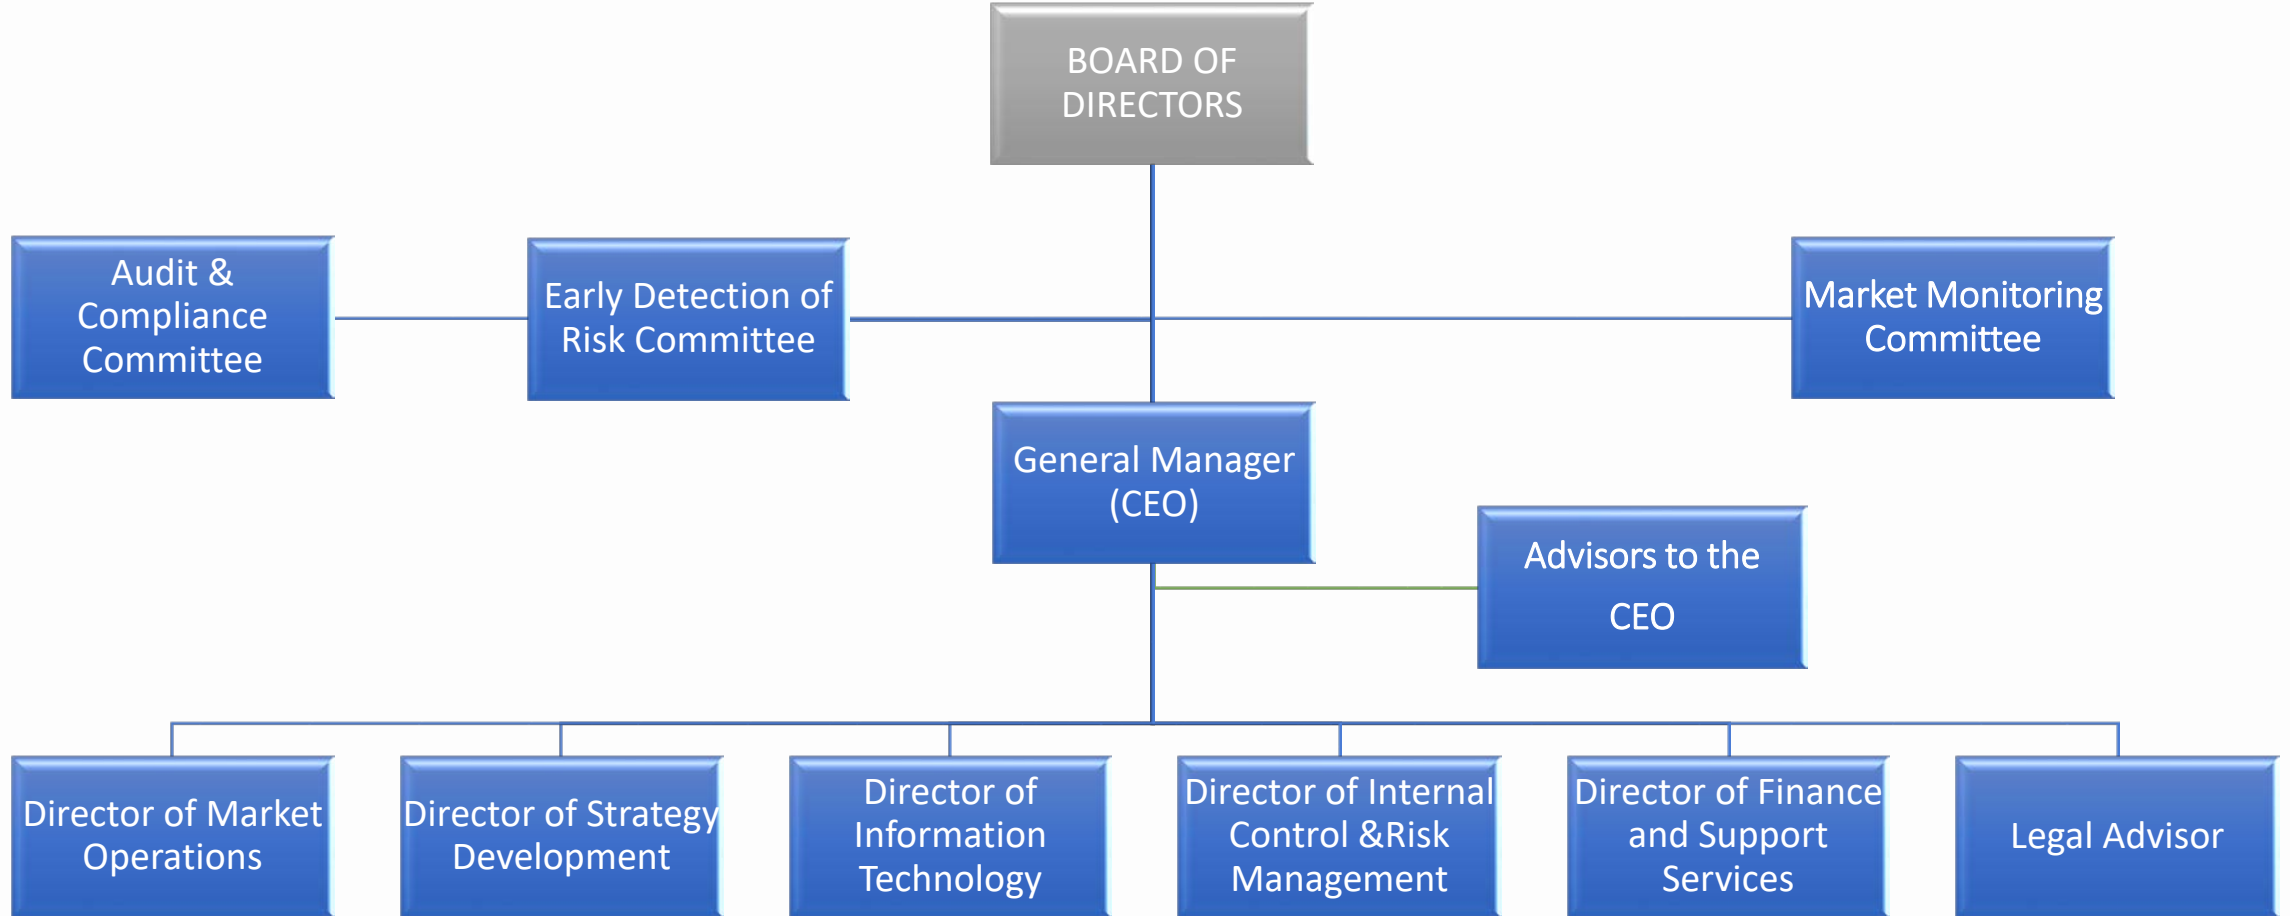 BOARD OF
DIRECTORS
Audit &
Compliance
Committee
Early Detection of
Risk Committee
Market Monitoring
Committee
General Manager
(CEO)
Advisors to the
CEO
Director of Market
Operations
Director of Strategy
Development
Director of
Information
Technology
Director of Internal
Control &Risk
Management
Director of Finance
and Support
Services
Legal Advisor